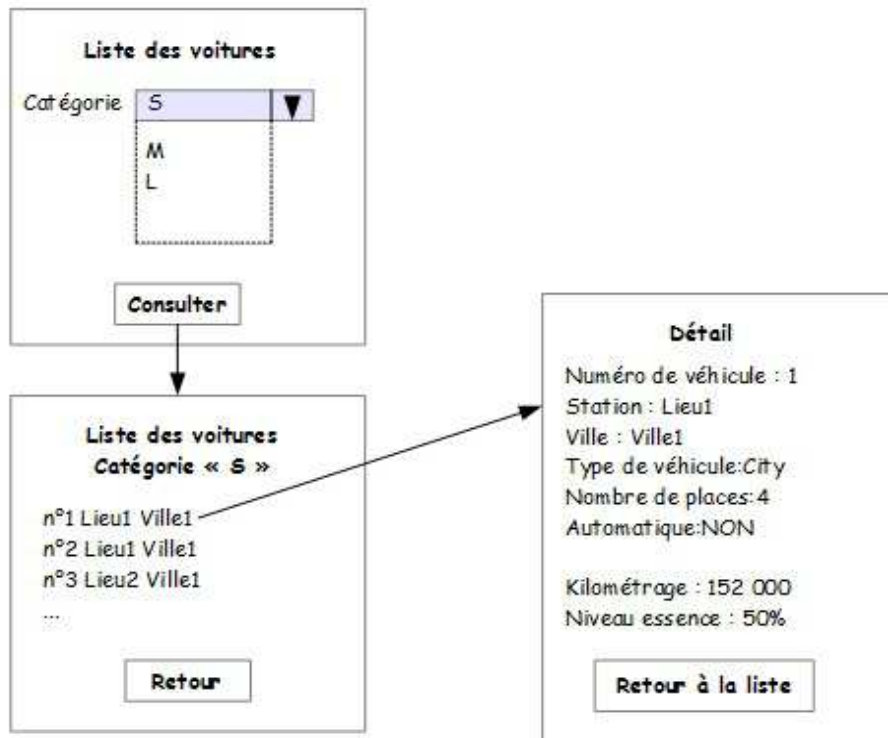 Liste des voitures
Catégorie S
M
L
Consulter
Liste des voitures
Catégorie « S »
n°1 Lieu1 Ville1
n°2 Lieu1 Ville1
n°3 Lieu2 Ville1
...
Retour
Détail
Numéro de véhicule : 1
Station : Lieu1
Ville : Ville1
Type de véhicule:City
Nombre de places:4
Automatique:NON
Kilométrage : 152 000
Niveau essence : 50%
Retour à la liste